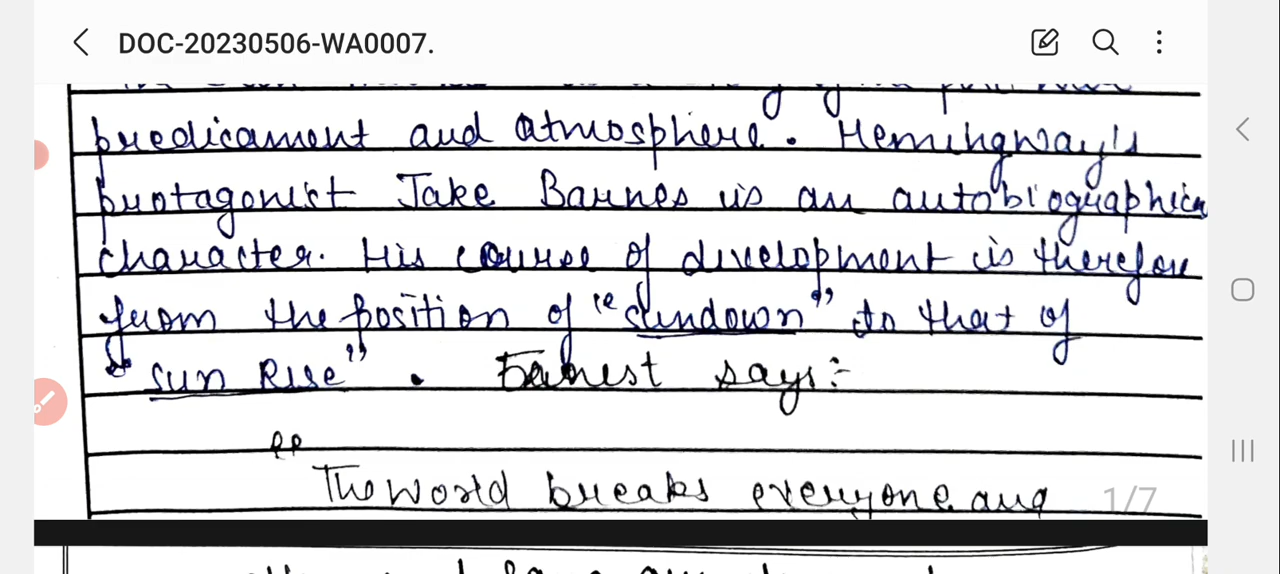 DOC-20230506-WA0007.
predicament and atmosphere. Hemingway's
protagonist Jake Barnes is an autobiographica
character. His course of development is therefore
from the position of "sundown" to that of
"sun Rise". Earnest says:-
"
The world breaks everyone and
1/7